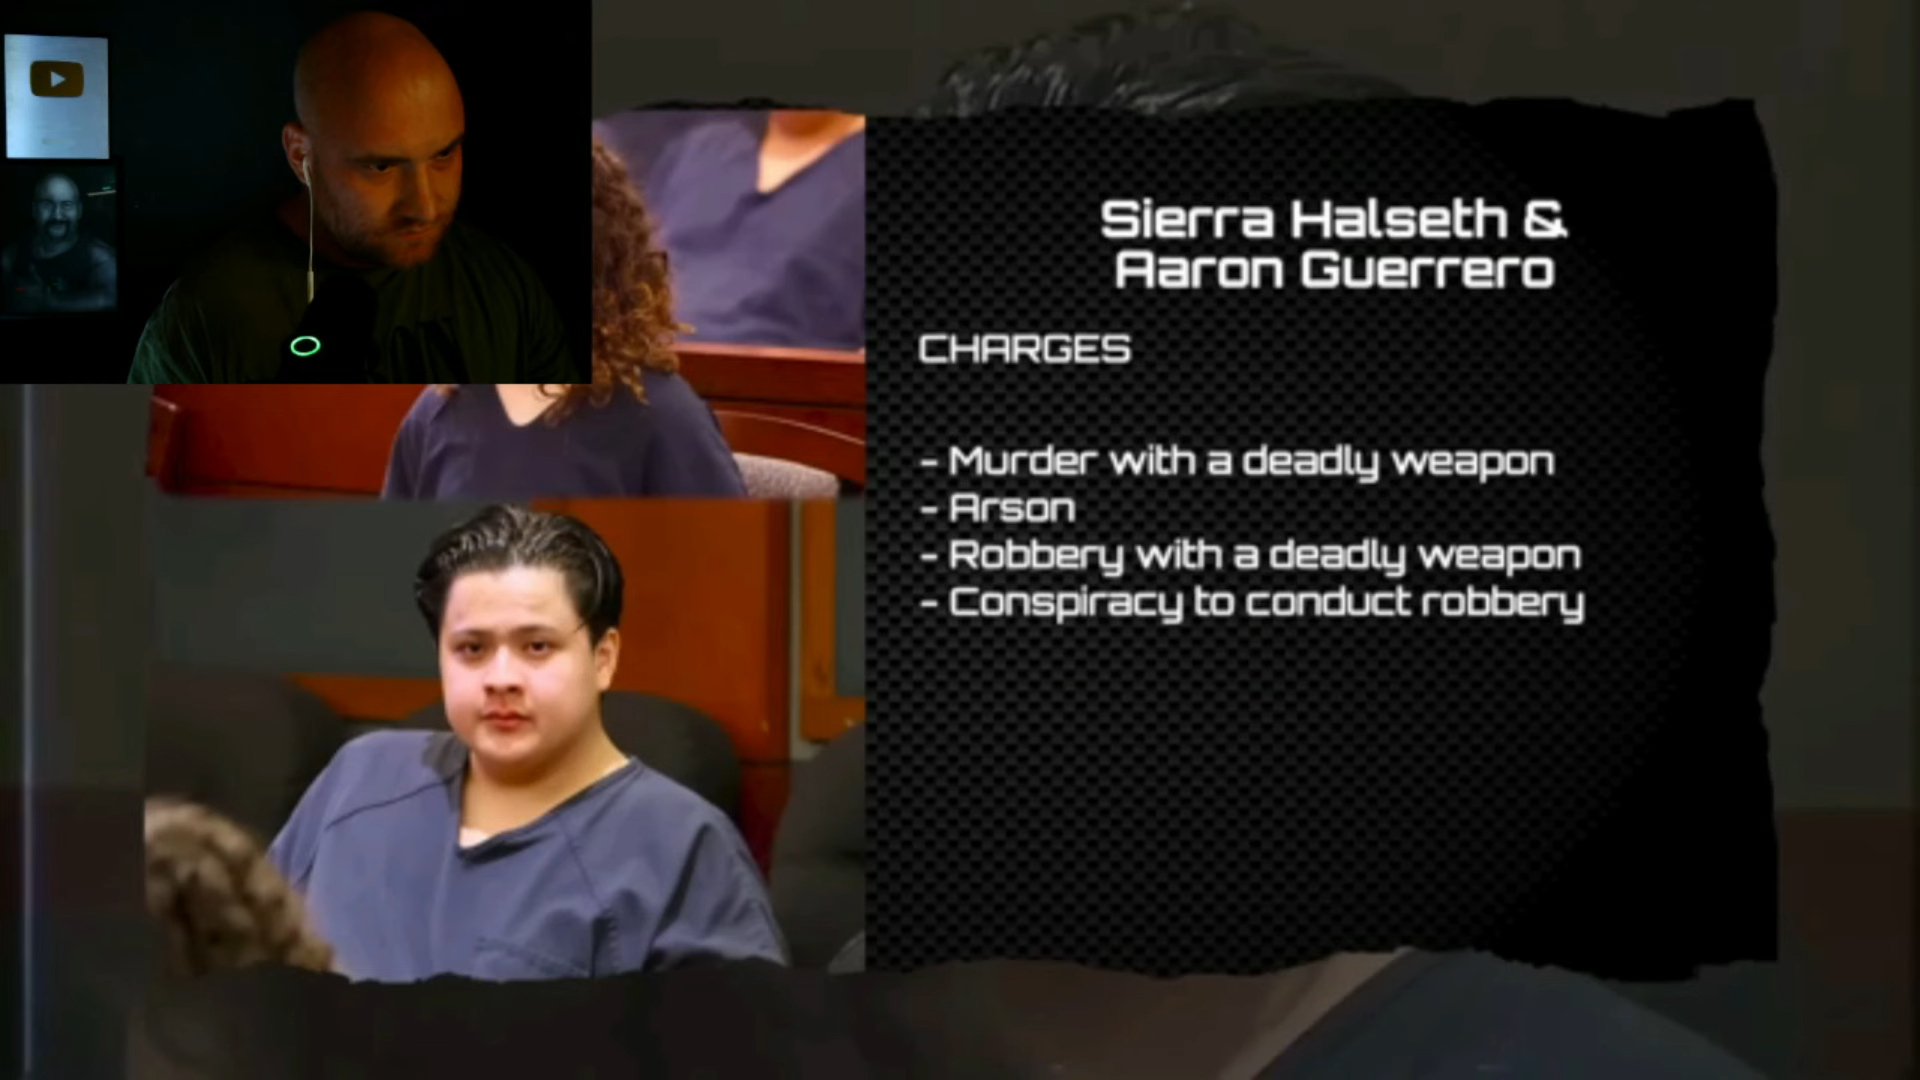 Sierra Halseth &
Aaron Guerrero
CHARGES
- Murder with a deadly weapon
- Arson
- Robbery with a deadly weapon
- Conspiracy to conduct robbery